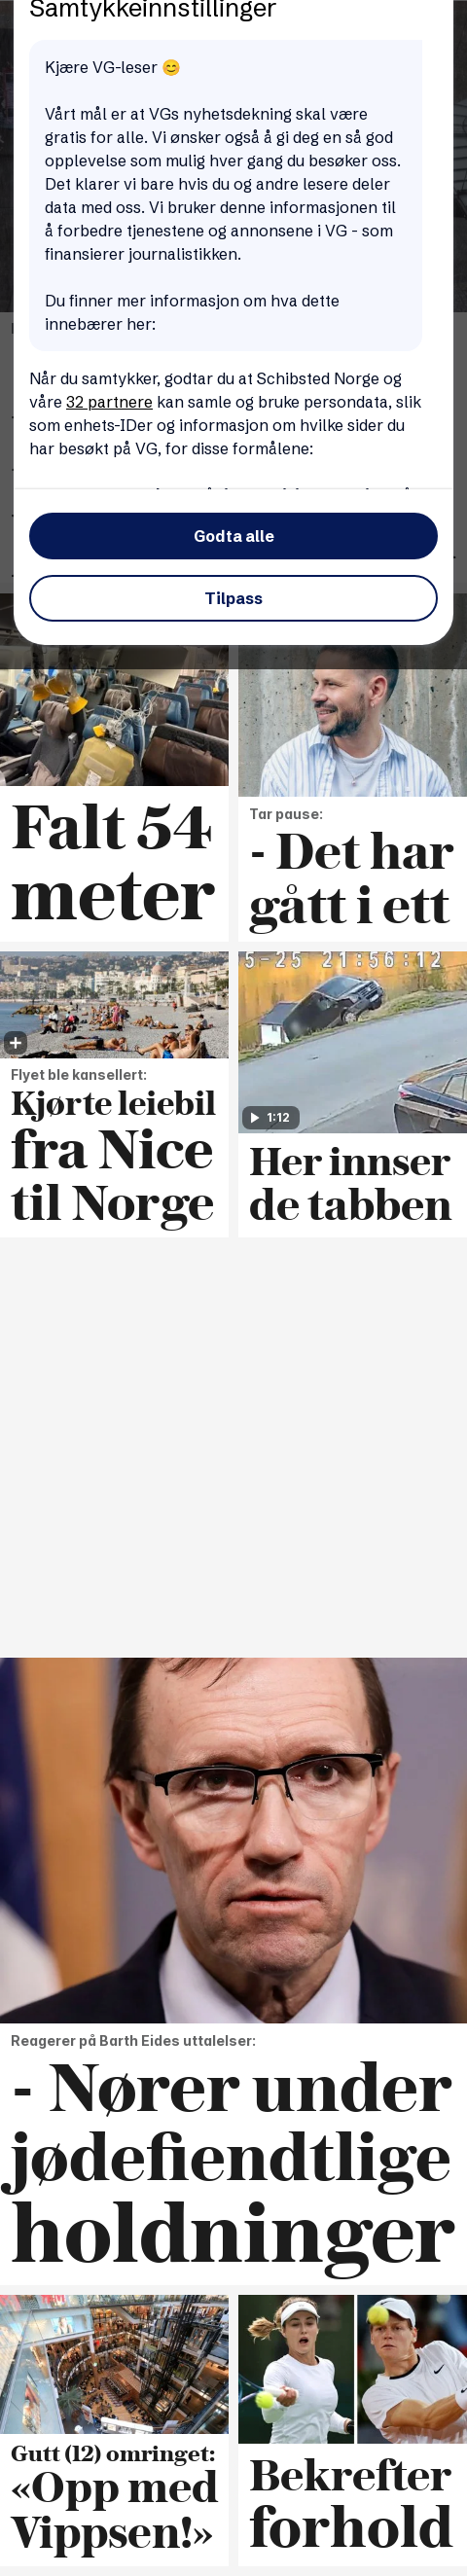 Samtykkeinnstillinger
Kjære VG-leser 😊
Vårt mål er at VGs nyhetsdekning skal være
gratis for alle. Vi ønsker også å gi deg en så god
opplevelse som mulig hver gang du besøker oss.
Det klarer vi bare hvis du og andre lesere deler
data med oss. Vi bruker denne informasjonen til
å forbedre tjenestene og annonsene i VG - som
finansierer journalistikken.
Du finner mer informasjon om hva dette
innebærer her:
Når du samtykker, godtar du at Schibsted Norge og
våre 32 partnere kan samle og bruke persondata, slik
som enhets-IDer og informasjon om hvilke sider du
har besøkt på VG, for disse formålene:
Godta alle
Tilpass
Falt 54
meter
Tar pause:
- Det har
gått i ett
Flyet ble kansellert:
Kjørte leiebil
fra Nice
til Norge
5-25 21:56:12
1:12
Her innser
de tabben
Reagerer på Barth Eides uttalelser:
- Nører under
jødefiendtlige
holdninger
Gutt (12) omringet:
«Opp med
Vippsen!»
Bekrefter
forhold